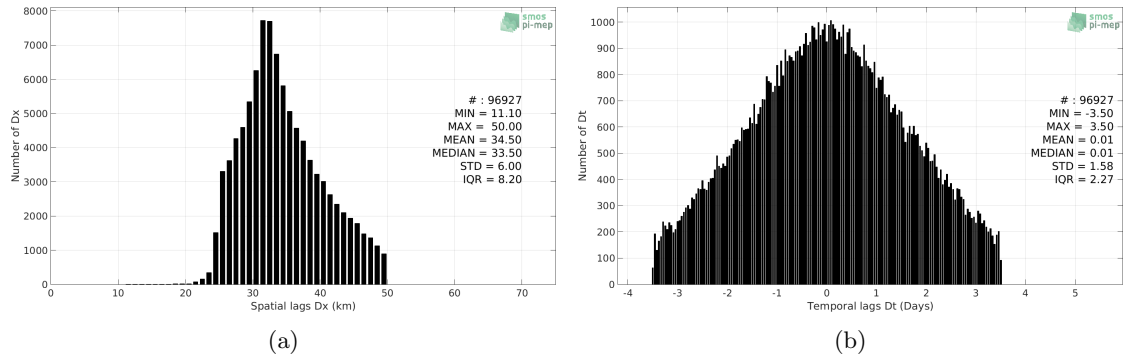 smos
pi-mep
8000
7000
6000
5000
4000
3000
2000
1000
0
Number of Dx
# : 96927
MIN = 11.10
MAX = 50.00
MEAN = 34.50
MEDIAN = 33.50
STD = 6.00
IQR = 8.20
0 10 20 30 40 50 60 70
Spatial lags Dx (km)
(a)
smos
pi-mep
1000
900
800
700
600
500
400
300
200
100
0
Number of Dt
# : 96927
MIN = -3.50
MAX = 3.50
MEAN = 0.01
MEDIAN = 0.01
STD = 1.58
IQR = 2.27
-4 -3 -2 -1 0 1 2 3 4 5
Temporal lags Dt (Days)
(b)